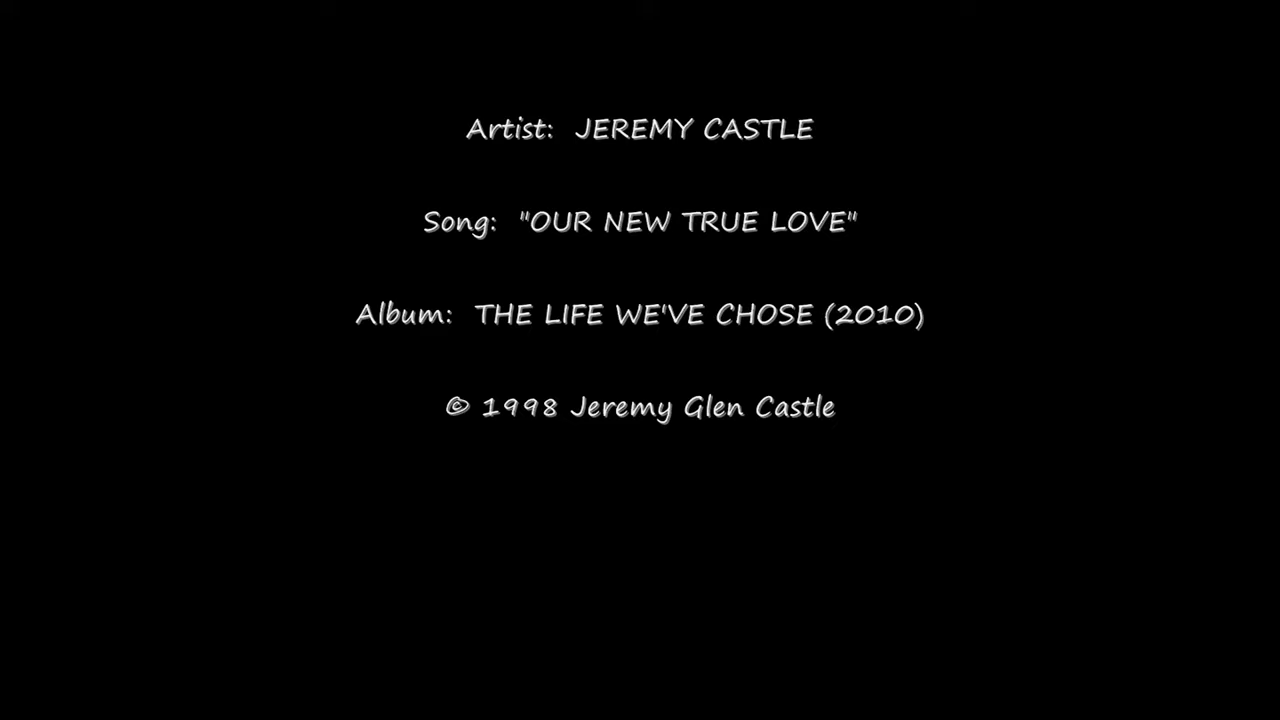 Artist: JEREMY CASTLE
Song: "OUR NEW TRUE LOVE"
Album: THE LIFE WE'VE CHOSE (2010)
© 1998 Jeremy Glen Castle